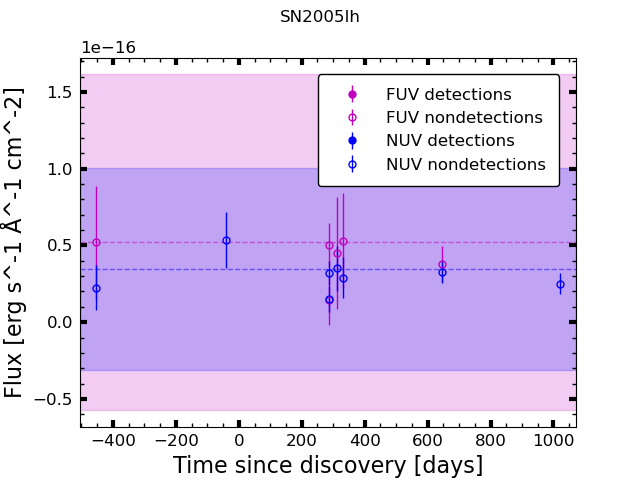 SN2005lh
1e−16
Flux [erg s^-1 Å^-1 cm^-2]
1.5
1.0
0.5
0.0
−0.5
FUV detections
FUV nondetections
NUV detections
NUV nondetections
−400 −200 0 200 400 600 800 1000
Time since discovery [days]